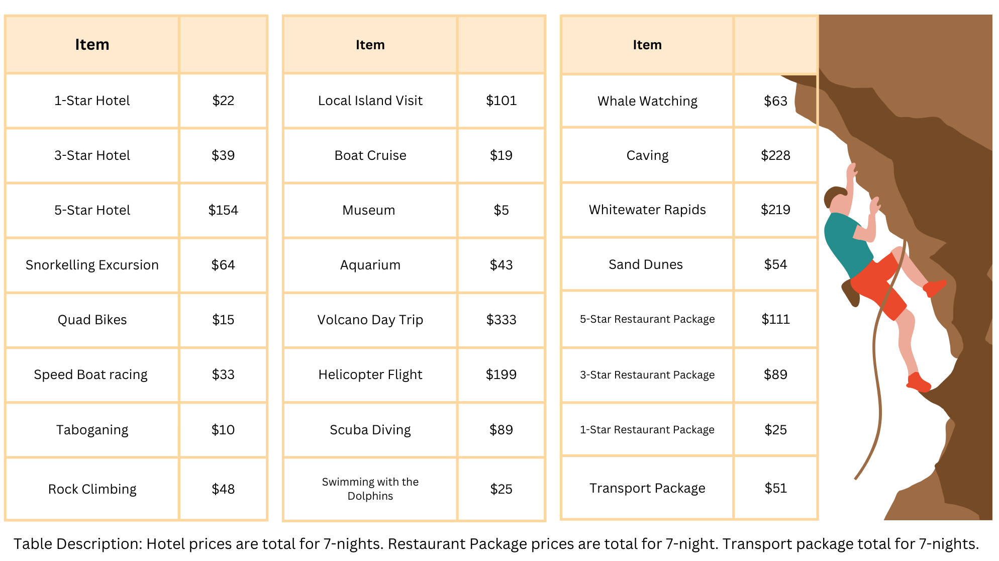 Item
1-Star Hotel $22
3-Star Hotel $39
5-Star Hotel $154
Snorkelling Excursion $64
Quad Bikes $15
Speed Boat racing $33
Taboganing $10
Rock Climbing $48
Item
Local Island Visit $101
Boat Cruise $19
Museum $5
Aquarium $43
Volcano Day Trip $333
Helicopter Flight $199
Scuba Diving $89
Swimming with the
Dolphins $25
Item
Whale Watching $63
Caving $228
Whitewater Rapids $219
Sand Dunes $54
5-Star Restaurant Package $111
3-Star Restaurant Package $89
1-Star Restaurant Package $25
Transport Package $51
Table Description: Hotel prices are total for 7-nights. Restaurant Package prices are total for 7-night. Transport package total for 7-nights.